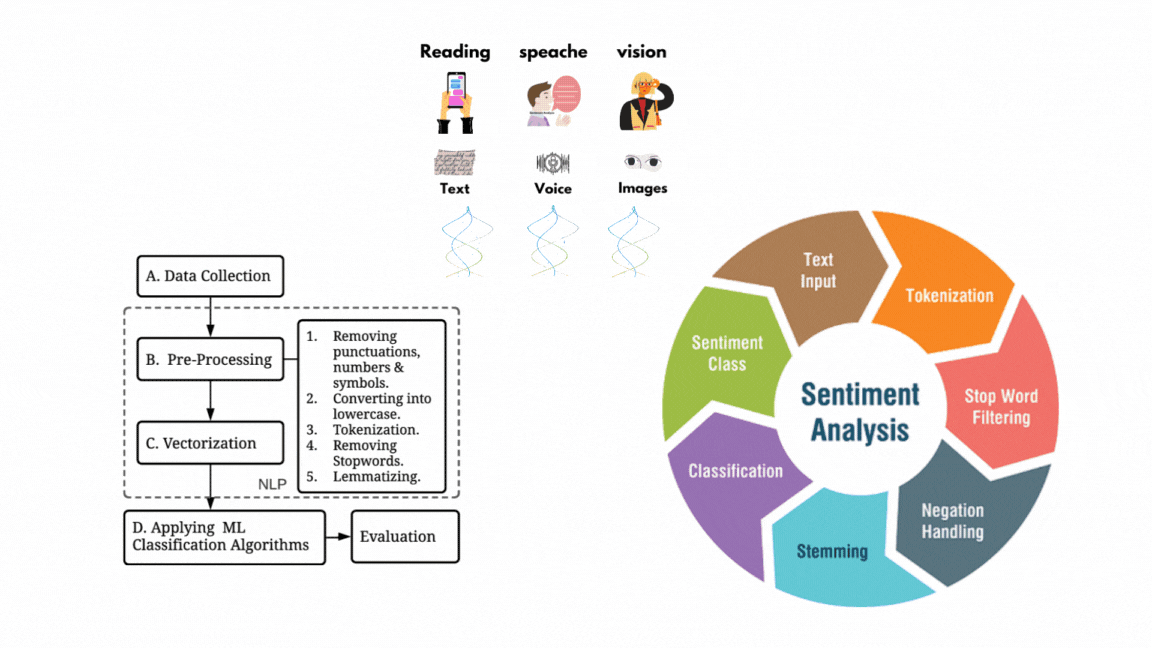 Reading speache vision
Text Voice Images
A. Data Collection
B. Pre-Processing
1. Removing
punctuations,
numbers &
symbols.
2. Converting into
lowercase.
3. Tokenization.
4. Removing
Stopwords.
5. Lemmatizing.
C. Vectorization
NLP
D. Applying ML
Classification Algorithms
Evaluation
Sentiment
Analysis
Text
Input
Tokenization
Stop Word
Filtering
Negation
Handling
Stemming
Classification
Sentiment
Class